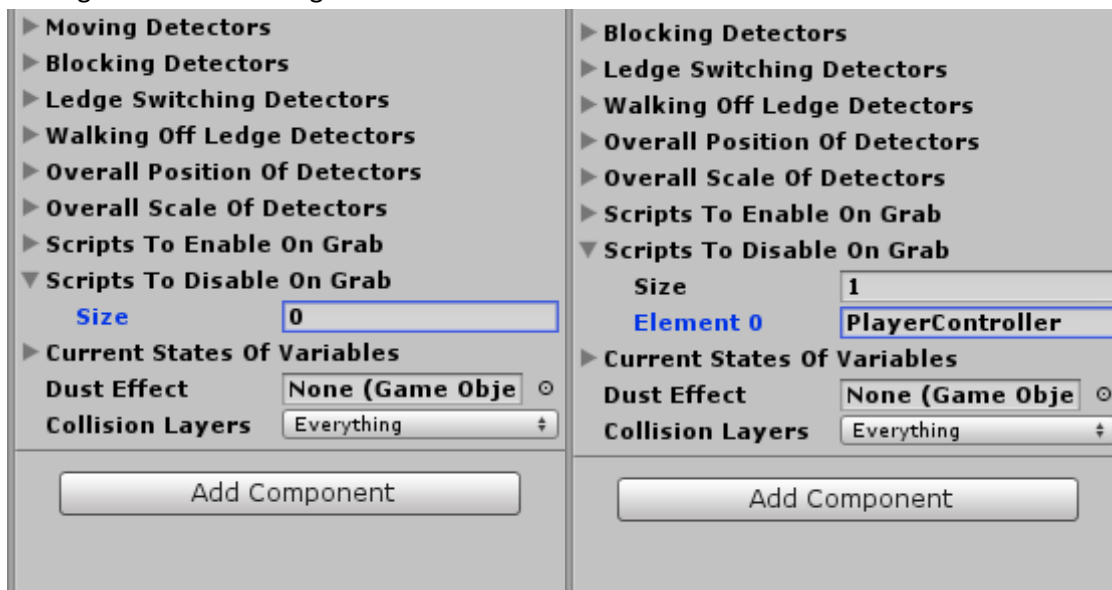 Moving Detectors
Blocking Detectors
Ledge Switching Detectors
Walking Off Ledge Detectors
Overall Position Of Detectors
Overall Scale Of Detectors
Scripts To Enable On Grab
Scripts To Disable On Grab
Size 0
Current States Of Variables
Dust Effect None (Game Obje
Collision Layers Everything
Add Component
Blocking Detectors
Ledge Switching Detectors
Walking Off Ledge Detectors
Overall Position Of Detectors
Overall Scale Of Detectors
Scripts To Enable On Grab
Scripts To Disable On Grab
Size 1
Element 0 PlayerController
Current States Of Variables
Dust Effect None (Game Obje
Collision Layers Everything
Add Component